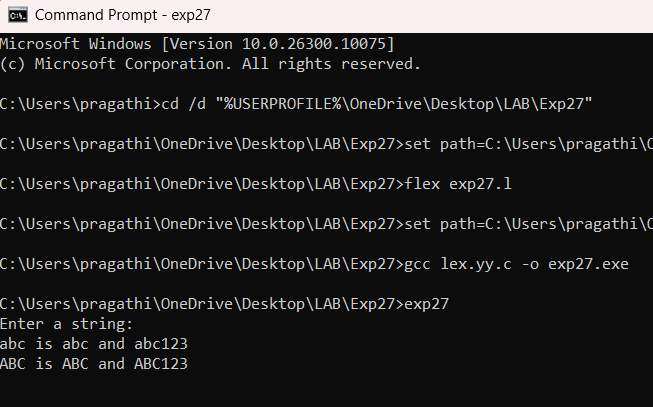 Command Prompt - exp27
Microsoft Windows [Version 10.0.26300.10075]
(c) Microsoft Corporation. All rights reserved.
C:\Users\pragathi>cd /d "%USERPROFILE%\OneDrive\Desktop\LAB\Exp27"
C:\Users\pragathi\OneDrive\Desktop\LAB\Exp27>set path=C:\Users\pragathi\O
C:\Users\pragathi\OneDrive\Desktop\LAB\Exp27>flex exp27.l
C:\Users\pragathi\OneDrive\Desktop\LAB\Exp27>set path=C:\Users\pragathi\O
C:\Users\pragathi\OneDrive\Desktop\LAB\Exp27>gcc lex.yy.c -o exp27.exe
C:\Users\pragathi\OneDrive\Desktop\LAB\Exp27>exp27
Enter a string:
abc is abc and abc123
ABC is ABC and ABC123